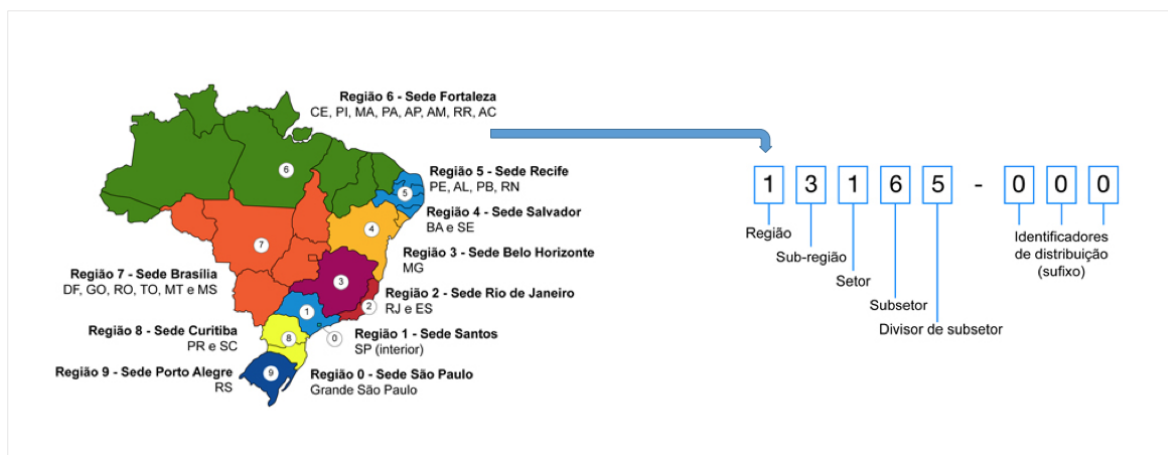 Região 6 - Sede Fortaleza
CE, PI, MA, PA, AP, AM, RR, AC
Região 5 - Sede Recife
PE, AL, PB, RN
Região 4 - Sede Salvador
BA e SE
Região 3 - Sede Belo Horizonte
MG
Região 7 - Sede Brasília
DF, GO, RO, TO, MT e MS
Região 2 - Sede Rio de Janeiro
RJ e ES
Região 8 - Sede Curitiba
PR e SC
Região 1 - Sede Santos
SP (interior)
Região 9 - Sede Porto Alegre
RS
Região 0 - Sede São Paulo
Grande São Paulo
6
5
4
7
3
2
1
0
8
9
1 3 1 6 5 - 0 0 0
Região
Sub-região
Setor
Subsetor
Divisor de subsetor
Identificadores
de distribuição
(sufixo)